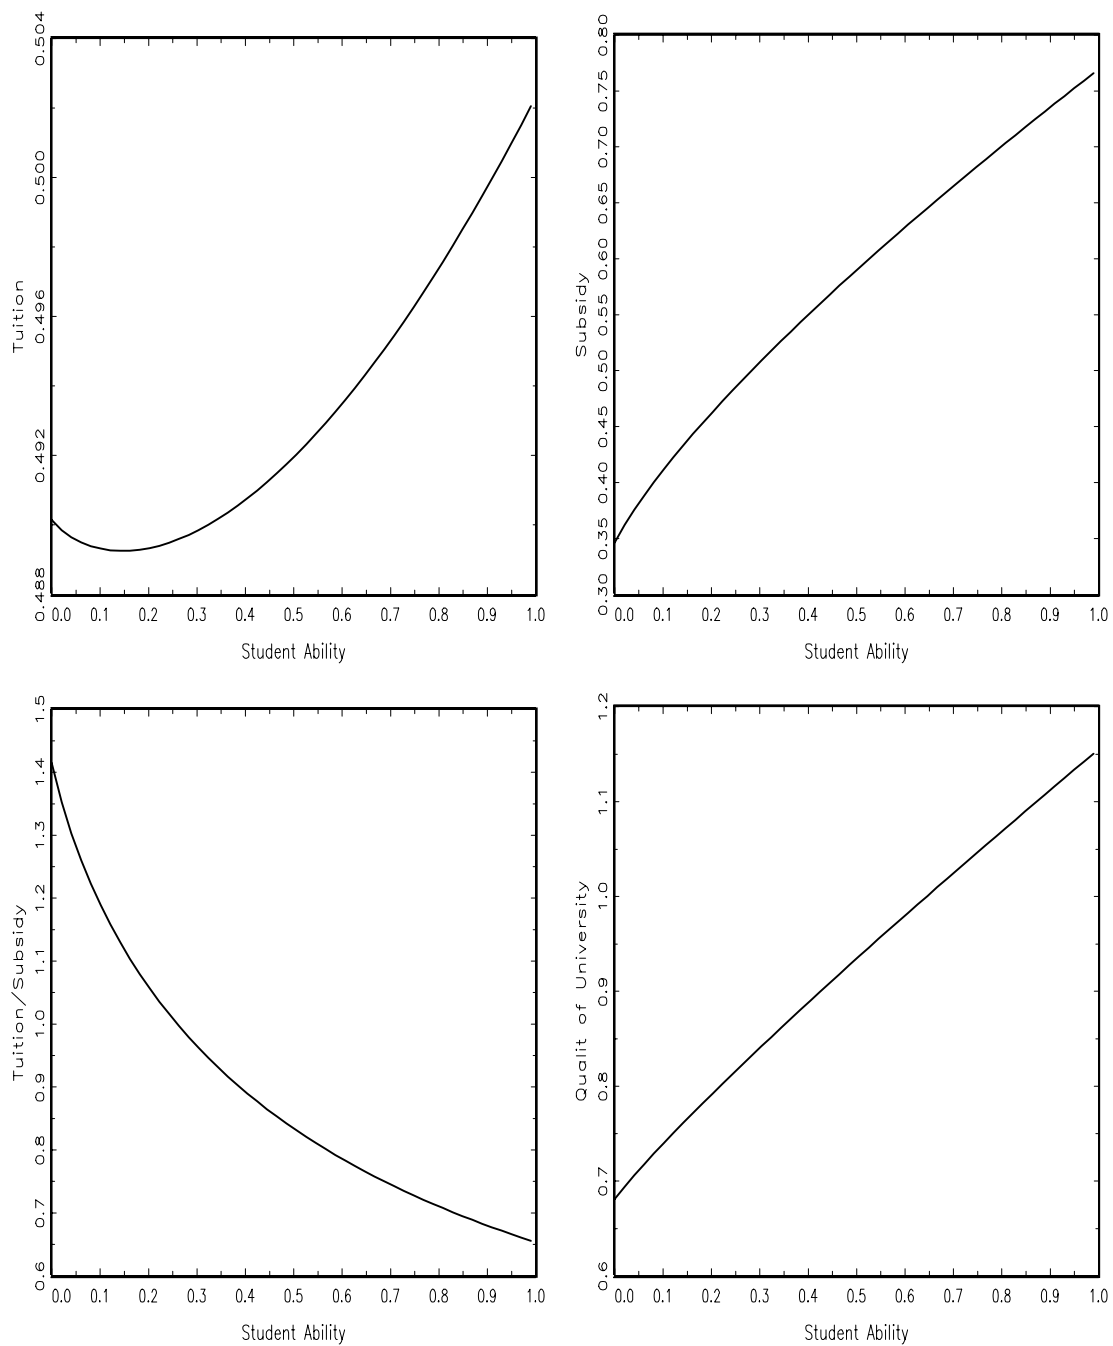 Tuition
0.504
0.500
0.496
0.492
0.488
0.0 0.1 0.2 0.3 0.4 0.5 0.6 0.7 0.8 0.9 1.0
Student Ability
Subsidy
0.80
0.75
0.70
0.65
0.60
0.55
0.50
0.45
0.40
0.35
0.30
0.0 0.1 0.2 0.3 0.4 0.5 0.6 0.7 0.8 0.9 1.0
Student Ability
Tuition/Subsidy
1.5
1.4
1.3
1.2
1.1
1.0
0.9
0.8
0.7
0.6
0.0 0.1 0.2 0.3 0.4 0.5 0.6 0.7 0.8 0.9 1.0
Student Ability
Qualit of University
1.2
1.1
1.0
0.9
0.8
0.7
0.6
0.0 0.1 0.2 0.3 0.4 0.5 0.6 0.7 0.8 0.9 1.0
Student Ability